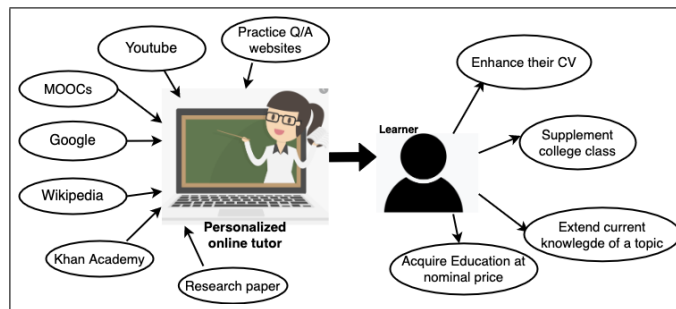 Youtube
Practice Q/A
websites
MOOCs
Google
Wikipedia
Khan Academy
Research paper
Personalized
online tutor
Learner
Enhance their CV
Supplement
college class
Extend current
knowlegde of a topic
Acquire Education at
nominal price